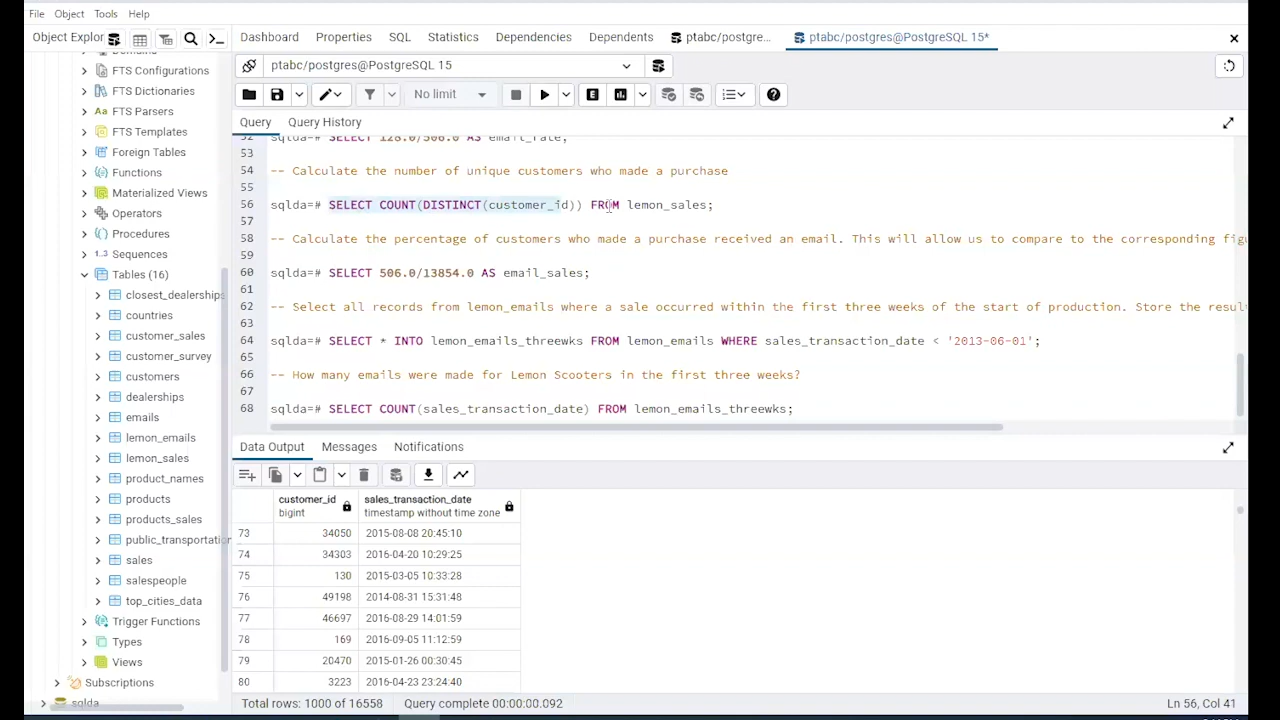 File Object Tools Help
Object Explor
Dashboard Properties SQL Statistics Dependencies Dependents ptabc/postgre... ptabc/postgres@PostgreSQL 15*
ptabc/postgres@PostgreSQL 15
No limit
Query Query History
FTS Configurations
FTS Dictionaries
FTS Parsers
FTS Templates
Foreign Tables
Functions
Materialized Views
Operators
Procedures
1..3 Sequences
Tables (16)
closest_dealerships
countries
customer_sales
customer_survey
customers
dealerships
emails
lemon_emails
lemon_sales
product_names
products
products_sales
public_transportation
sales
salespeople
top_cities_data
Trigger Functions
Types
Views
Subscriptions
sqlda
52 sqlda=# SELECT 128.0/506.0 AS email_rate;
53
54 -- Calculate the number of unique customers who made a purchase
55
56 sqlda=# SELECT COUNT(DISTINCT(customer_id)) FROM lemon_sales;
57
58 -- Calculate the percentage of customers who made a purchase received an email. This will allow us to compare to the corresponding figu
59
60 sqlda=# SELECT 506.0/13854.0 AS email_sales;
61
62 -- Select all records from lemon_emails where a sale occurred within the first three weeks of the start of production. Store the resul
63
64 sqlda=# SELECT * INTO lemon_emails_threewks FROM lemon_emails WHERE sales_transaction_date < '2013-06-01';
65
66 -- How many emails were made for Lemon Scooters in the first three weeks?
67
68 sqlda=# SELECT COUNT(sales_transaction_date) FROM lemon_emails_threewks;
Data Output Messages Notifications
customer_id sales_transaction_date
bigint timestamp without time zone
73 34050 2015-08-08 20:45:10
74 34303 2016-04-20 10:29:25
75 130 2015-03-05 10:33:28
76 49198 2014-08-31 15:31:48
77 46697 2016-08-29 14:01:59
78 169 2016-09-05 11:12:59
79 20470 2015-01-26 00:30:45
80 3223 2016-04-23 23:24:40
Total rows: 1000 of 16558 Query complete 00:00:00.092 Ln 56, Col 41